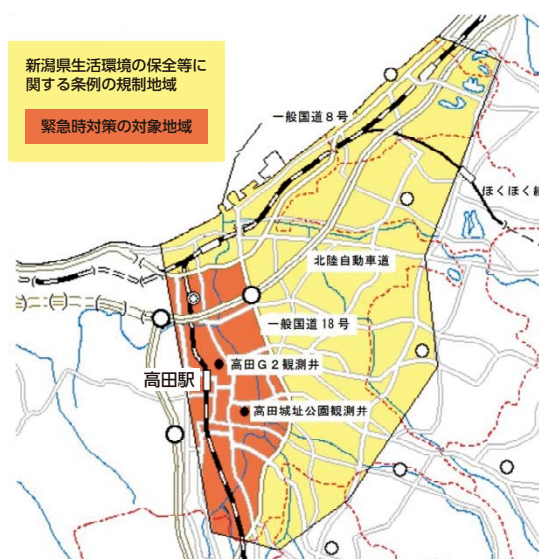 新潟県生活環境の保全等に
関する条例の規制地域
緊急時対策の対象地域
一般国道8号
ほくほく線
北陸自動車道
一般国道18号
高田G2観測井
高田駅
高田城址公園観測井